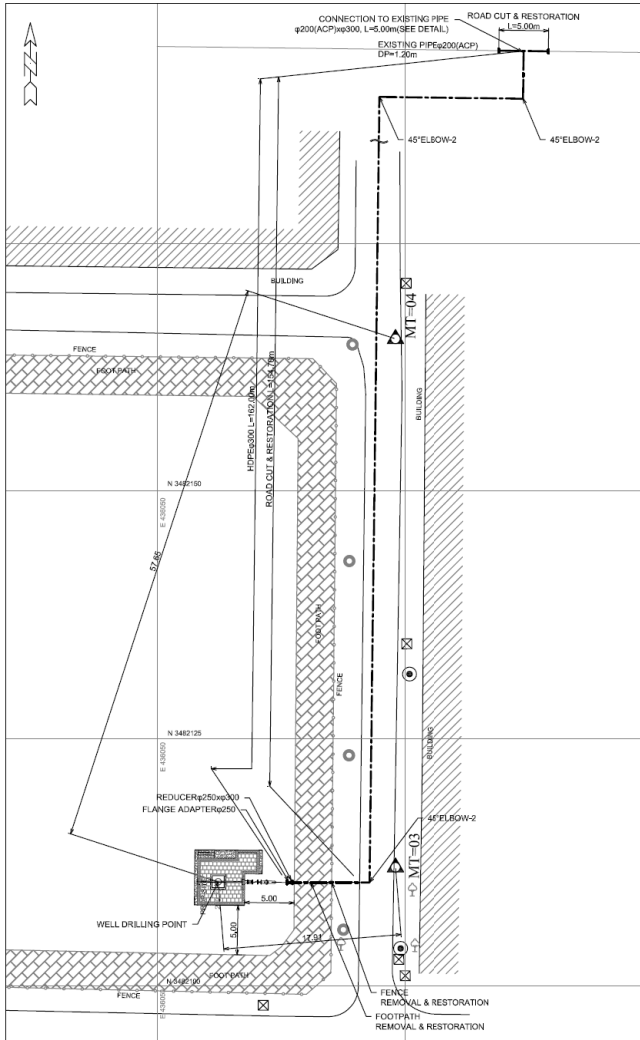 CONNECTION TO EXISTING PIPE
φ200(ACP)xφ300, L=5.00m(SEE DETAIL)
ROAD CUT & RESTORATION
L=5.00m
EXISTING PIPEφ200(ACP)
DP=1.20m
N
45°ELBOW-2
45°ELBOW-2
BUILDING
MT=04
FENCE
FOOT PATH
BUILDING
HDPEφ300 L=162.00m
ROAD CUT & RESTORATION L=154.76m
N 3482150
E 436050
57.65
FOOT PATH
FENCE
N 3482125
E 436050
BUILDING
REDUCERφ250xφ300
FLANGE ADAPTERφ250
45°ELBOW-2
MT=03
5.00
WELL DRILLING POINT
5.00
17.91
FOOT PATH
N 3482100
E 436050
FENCE
FENCE
REMOVAL & RESTORATION
FOOTPATH
REMOVAL & RESTORATION